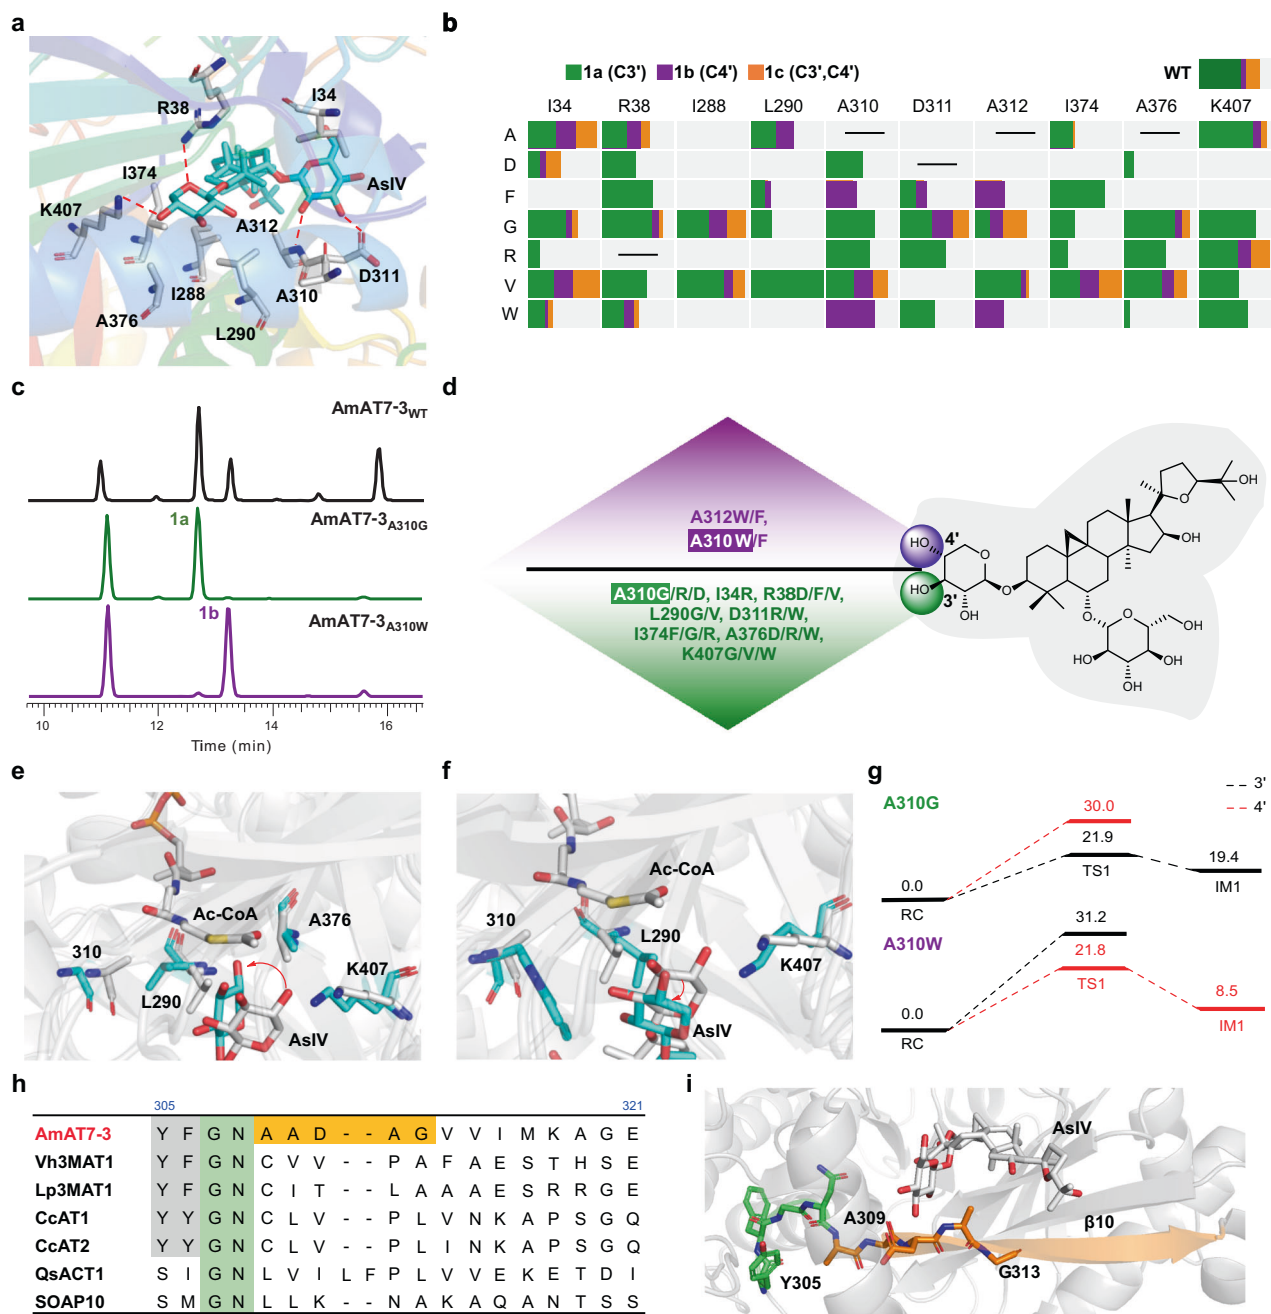 a
R38
I34
I374
K407
AsIV
A312
I288
A310
D311
A376
L290
b
1a (C3') 1b (C4') 1c (C3',C4')
WT
I34 R38 I288 L290 A310 D311 A312 I374 A376 K407
A
D
F
G
R
V
W
c
AmAT7-3WT
1a
AmAT7-3A310G
1b
AmAT7-3A310W
10 12 14 16
Time (min)
d
A312W/F,
A310W/F
A310G/R/D, I34R, R38D/F/V,
L290G/V, D311R/W,
I374F/G/R, A376D/R/W,
K407G/V/W
HO 4'
HO 3'
OH
O
O
O
OH
OH
O
O
OH
HO
OH
OH
e
Ac-CoA
A376
310
L290
K407
AsIV
f
Ac-CoA
310
L290
K407
AsIV
g
3'
4'
A310G
30.0
21.9
19.4
0.0
TS1
IM1
RC
31.2
A310W
21.8
TS1
8.5
0.0
IM1
RC
h
305 321
AmAT7-3 Y F G N A A D - - A G V V I M K A G E
Vh3MAT1 Y F G N C V V - - P A F A E S T H S E
Lp3MAT1 Y F G N C I T - - L A A A E S R R G E
CcAT1 Y Y G N C L V - - P L V N K A P S G Q
CcAT2 Y Y G N C L V - - P L I N K A P S G Q
QsACT1 S I G N L V I L F P L V V E K E T D I
SOAP10 S M G N L L K - - N A K A Q A N T S S
i
AsIV
A309
β10
Y305
G313